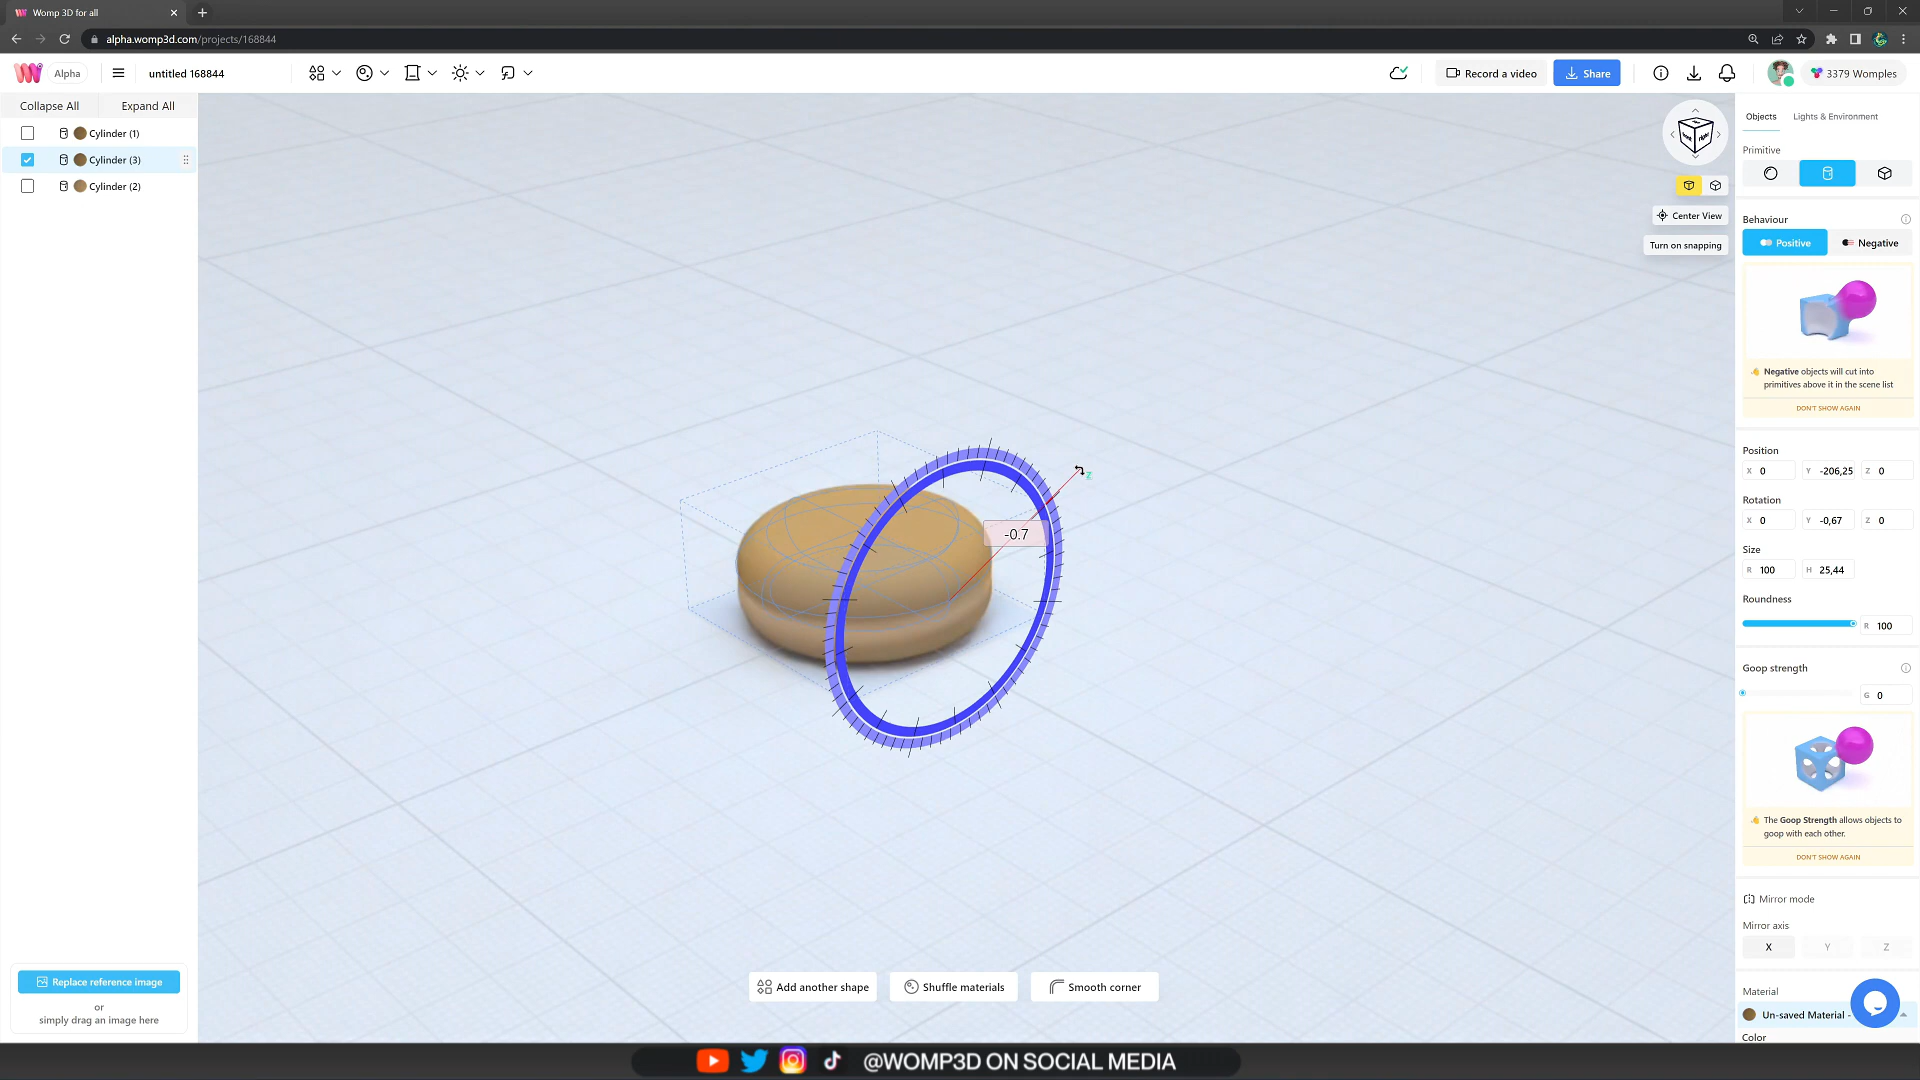 Womp 3D for all
alpha.womp3d.com/projects/168844
Alpha
untitled 168844
Record a video
Share
3379 Womples
Collapse All
Expand All
Cylinder (1)
Cylinder (3)
Cylinder (2)
Replace reference image
or
simply drag an image here
Center View
Turn on snapping
-0.7
Add another shape
Shuffle materials
Smooth corner
Objects
Lights & Environment
Primitive
Behaviour
Positive
Negative
Negative objects will cut into
primitives above it in the scene list
DON'T SHOW AGAIN
Position
X 0 Y -206,25 Z 0
Rotation
X 0 Y -0,67 Z 0
Size
R 100 H 25,44
Roundness
R 100
Goop strength
G 0
The Goop Strength allows objects to
goop with each other.
DON'T SHOW AGAIN
Mirror mode
Mirror axis
X Y Z
Material
Un-saved Material -
Color
@WOMP3D ON SOCIAL MEDIA